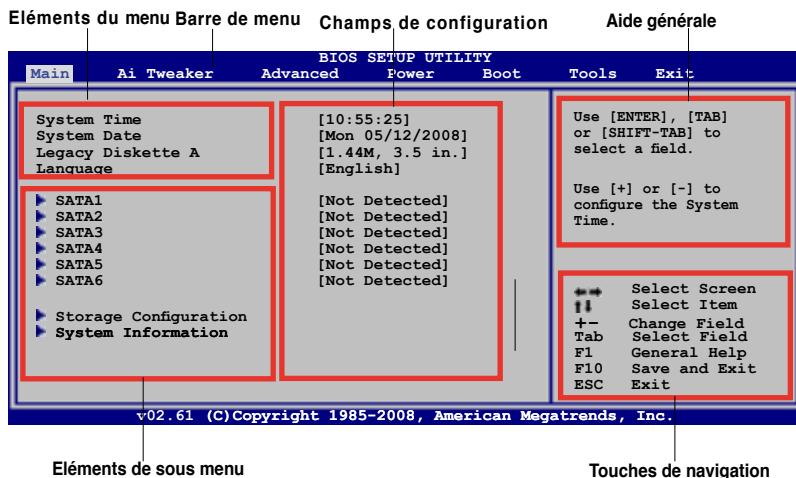 Eléments du menu Barre de menu Champs de configuration Aide générale
BIOS SETUP UTILITY
Main Ai Tweaker Advanced Power Boot Tools Exit
System Time [10:55:25]
System Date [Mon 05/12/2008]
Legacy Diskette A [1.44M, 3.5 in.]
Language [English]
SATA1 [Not Detected]
SATA2 [Not Detected]
SATA3 [Not Detected]
SATA4 [Not Detected]
SATA5 [Not Detected]
SATA6 [Not Detected]
Storage Configuration
System Information
Use [ENTER], [TAB]
or [SHIFT-TAB] to
select a field.
Use [+] or [-] to
configure the System
Time.
←→ Select Screen
↑↓ Select Item
+- Change Field
Tab Select Field
F1 General Help
F10 Save and Exit
ESC Exit
v02.61 (C)Copyright 1985-2008, American Megatrends, Inc.
Eléments de sous menu
Touches de navigation